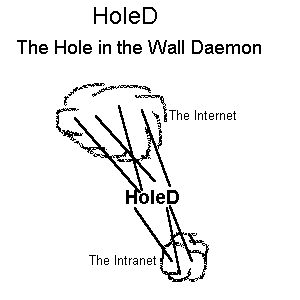 HoleD
The Hole in the Wall Daemon
The Internet
HoleD
The Intranet